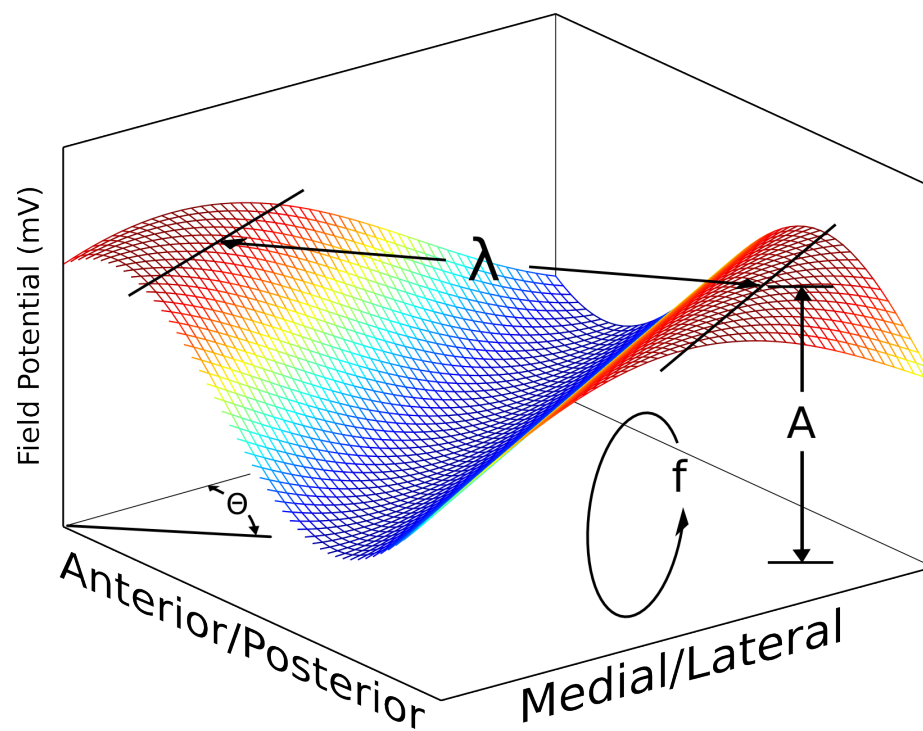 Field Potential (mV)
λ
A
f
Θ
Anterior/Posterior
Medial/Lateral